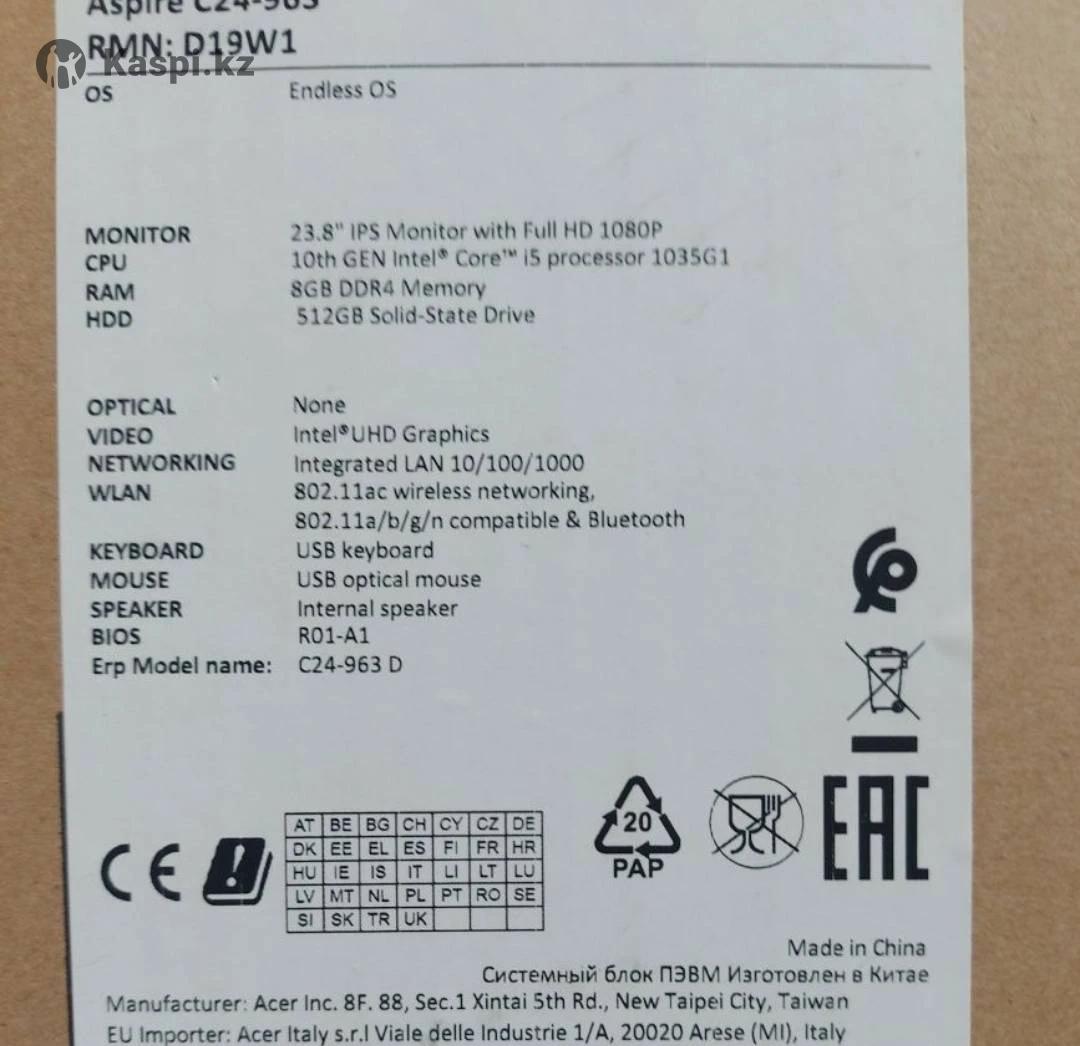 Aspire C24-963
RMN: D19W1
Kaspi.kz
OS Endless OS
MONITOR 23.8" IPS Monitor with Full HD 1080P
CPU 10th GEN Intel® Core™ i5 processor 1035G1
RAM 8GB DDR4 Memory
HDD 512GB Solid-State Drive
OPTICAL None
VIDEO Intel®UHD Graphics
NETWORKING Integrated LAN 10/100/1000
WLAN 802.11ac wireless networking,
802.11a/b/g/n compatible & Bluetooth
KEYBOARD USB keyboard
MOUSE USB optical mouse
SPEAKER Internal speaker
BIOS R01-A1
Erp Model name: C24-963 D
CE
AT BE BG CH CY CZ DE
DK EE EL ES FI FR HR
HU IE IS IT LI LT LU
LV MT NL PL PT RO SE
SI SK TR UK
20
PAP
EAC
Made in China
Системный блок ПЭВМ Изготовлен в Китае
Manufacturer: Acer Inc. 8F. 88, Sec.1 Xintai 5th Rd., New Taipei City, Taiwan
EU Importer: Acer Italy s.r.l Viale delle Industrie 1/A, 20020 Arese (MI), Italy